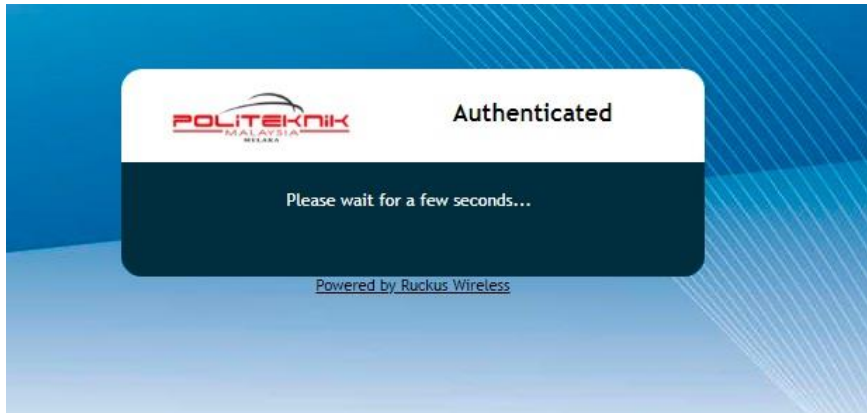 POLITEKNIK
MALAYSIA
MELAKA
Authenticated
Please wait for a few seconds...
Powered by Ruckus Wireless